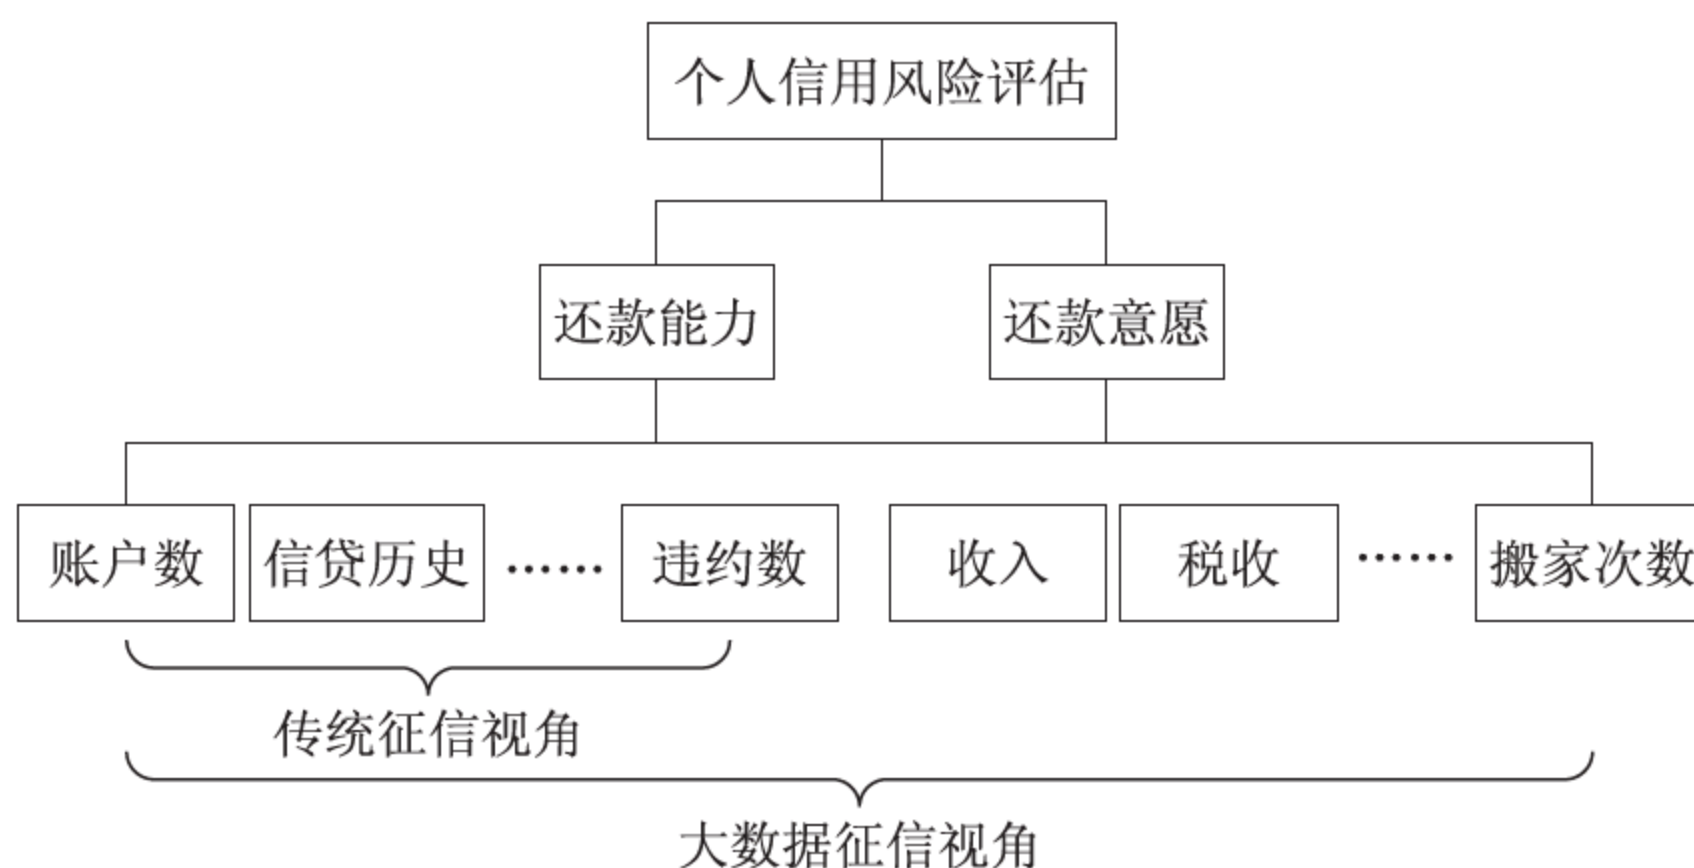 个人信用风险评估
还款能力 还款意愿
账户数 信贷历史 …… 违约数 收入 税收 …… 搬家次数
传统征信视角
大数据征信视角